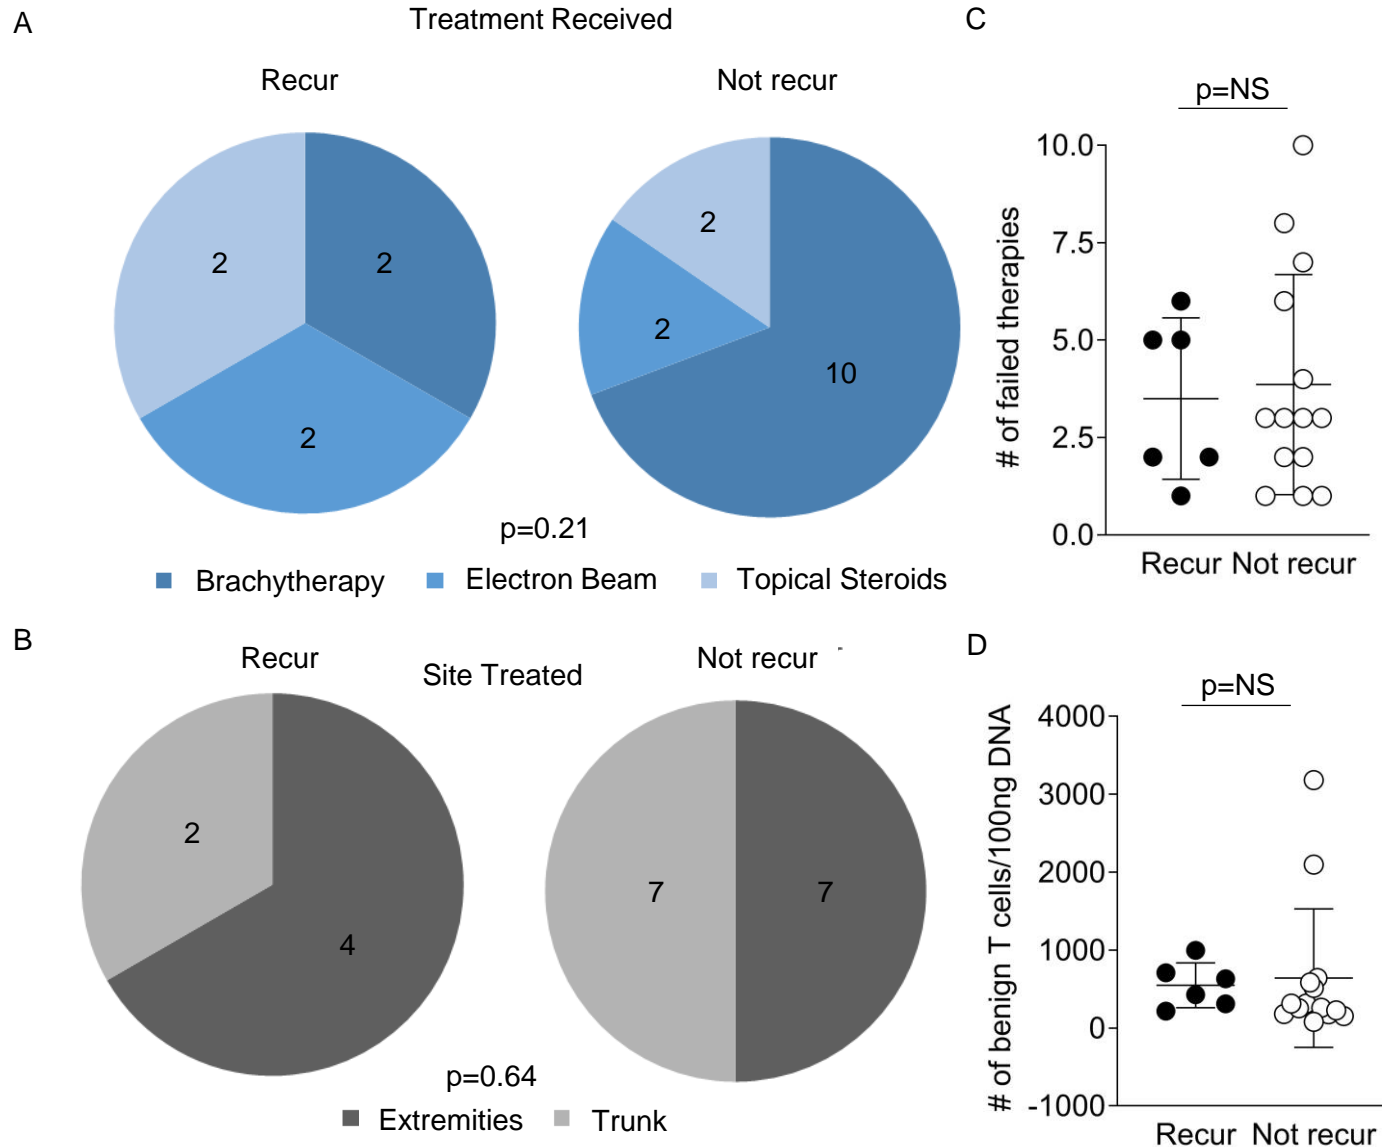 A
Treatment Received
Recur
Not recur
2
2
2
2
2
10
p=0.21
Brachytherapy
Electron Beam
Topical Steroids
B
Recur
Site Treated
Not recur
2
4
7
7
p=0.64
Extremities
Trunk
C
p=NS
# of failed therapies
10.0
7.5
5.0
2.5
0.0
Recur
Not recur
D
p=NS
# of benign T cells/100ng DNA
4000
3000
2000
1000
0
-1000
Recur
Not recur